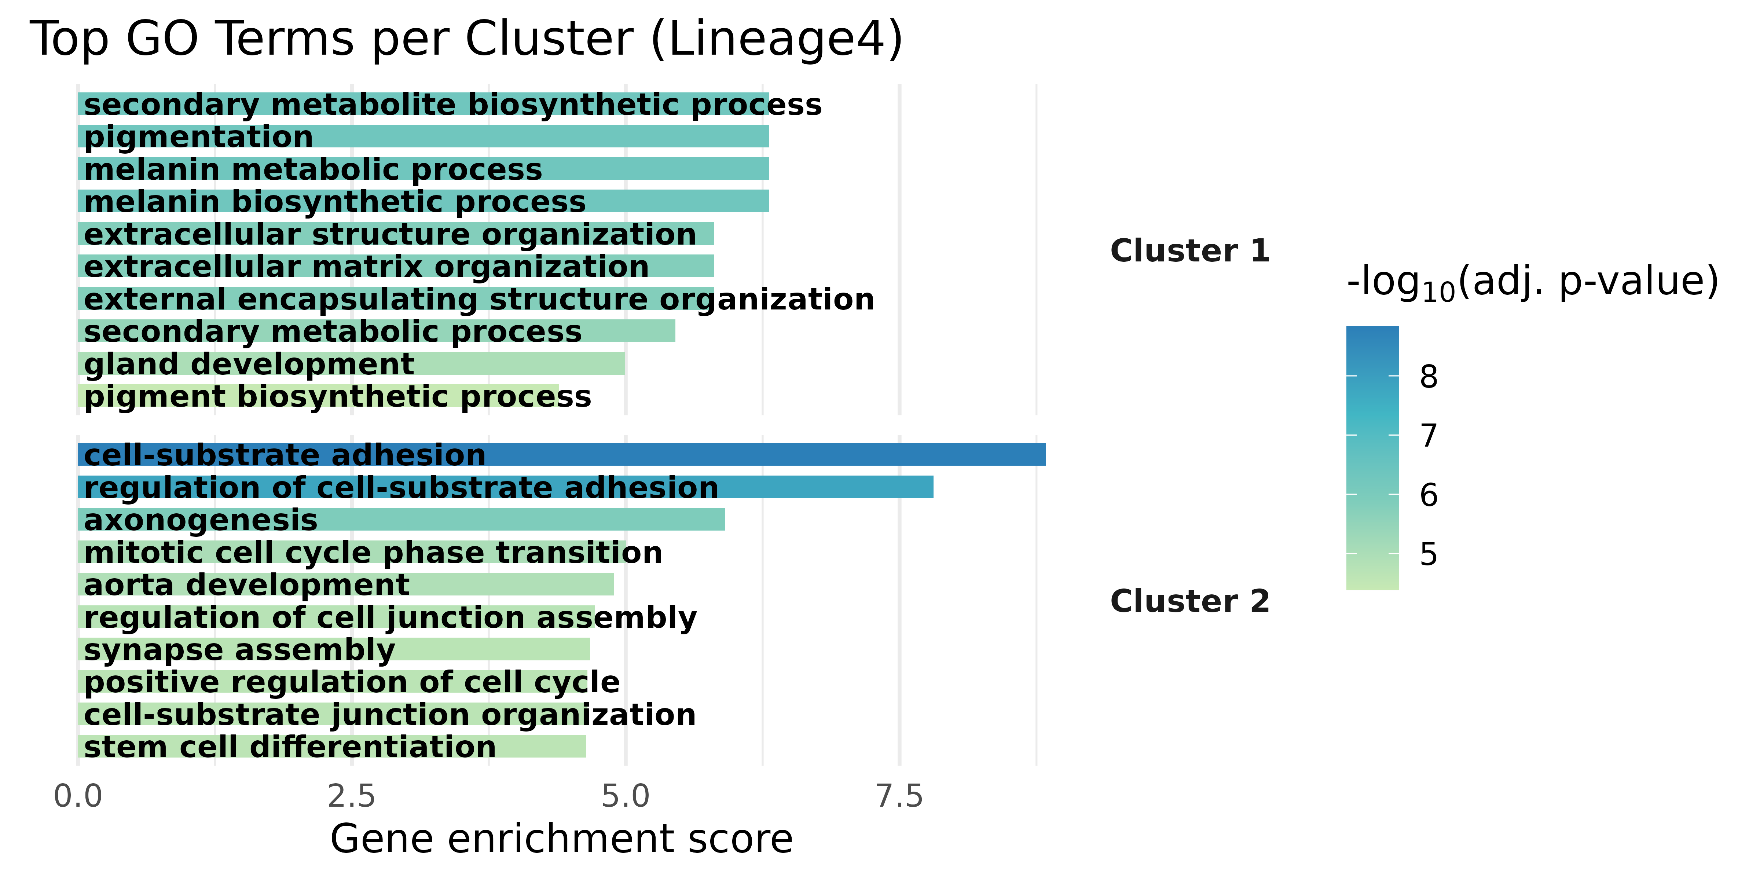 Top GO Terms per Cluster (Lineage4)
secondary metabolite biosynthetic process
pigmentation
melanin metabolic process
melanin biosynthetic process
extracellular structure organization
extracellular matrix organization
external encapsulating structure organization
secondary metabolic process
gland development
pigment biosynthetic process
Cluster 1
cell-substrate adhesion
regulation of cell-substrate adhesion
axonogenesis
mitotic cell cycle phase transition
aorta development
regulation of cell junction assembly
synapse assembly
positive regulation of cell cycle
cell-substrate junction organization
stem cell differentiation
Cluster 2
0.0 2.5 5.0 7.5
Gene enrichment score
-log₁₀(adj. p-value)
8
7
6
5